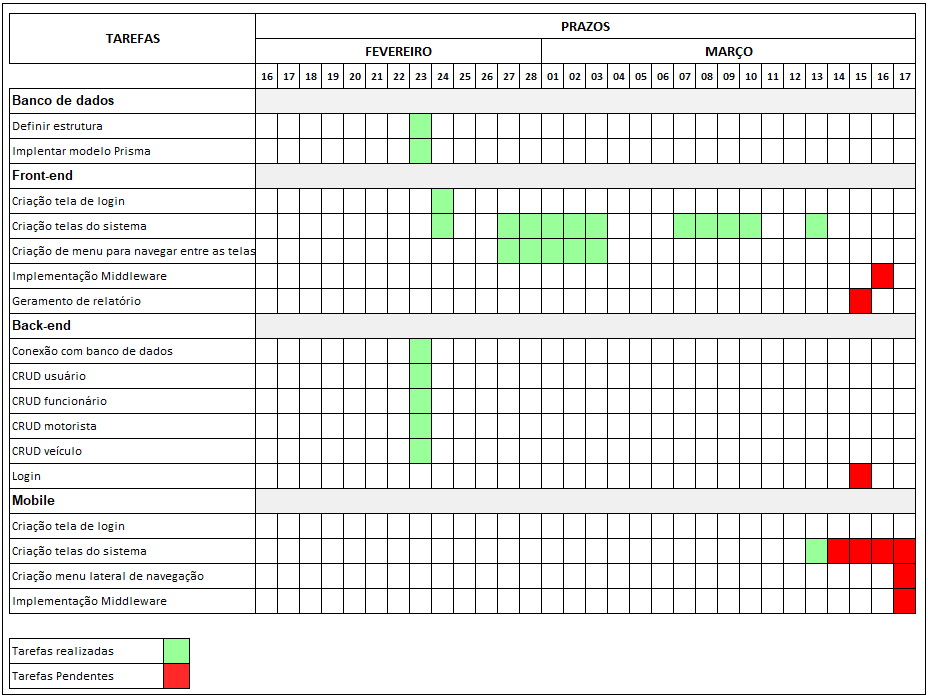 TAREFAS
PRAZOS
FEVEREIRO MARÇO
16 17 18 19 20 21 22 23 24 25 26 27 28 01 02 03 04 05 06 07 08 09 10 11 12 13 14 15 16 17
Banco de dados
Definir estrutura
Implentar modelo Prisma
Front-end
Criação tela de login
Criação telas do sistema
Criação de menu para navegar entre as telas
Implementação Middleware
Geramento de relatório
Back-end
Conexão com banco de dados
CRUD usuário
CRUD funcionário
CRUD motorista
CRUD veículo
Login
Mobile
Criação tela de login
Criação telas do sistema
Criação menu lateral de navegação
Implementação Middleware
Tarefas realizadas
Tarefas Pendentes